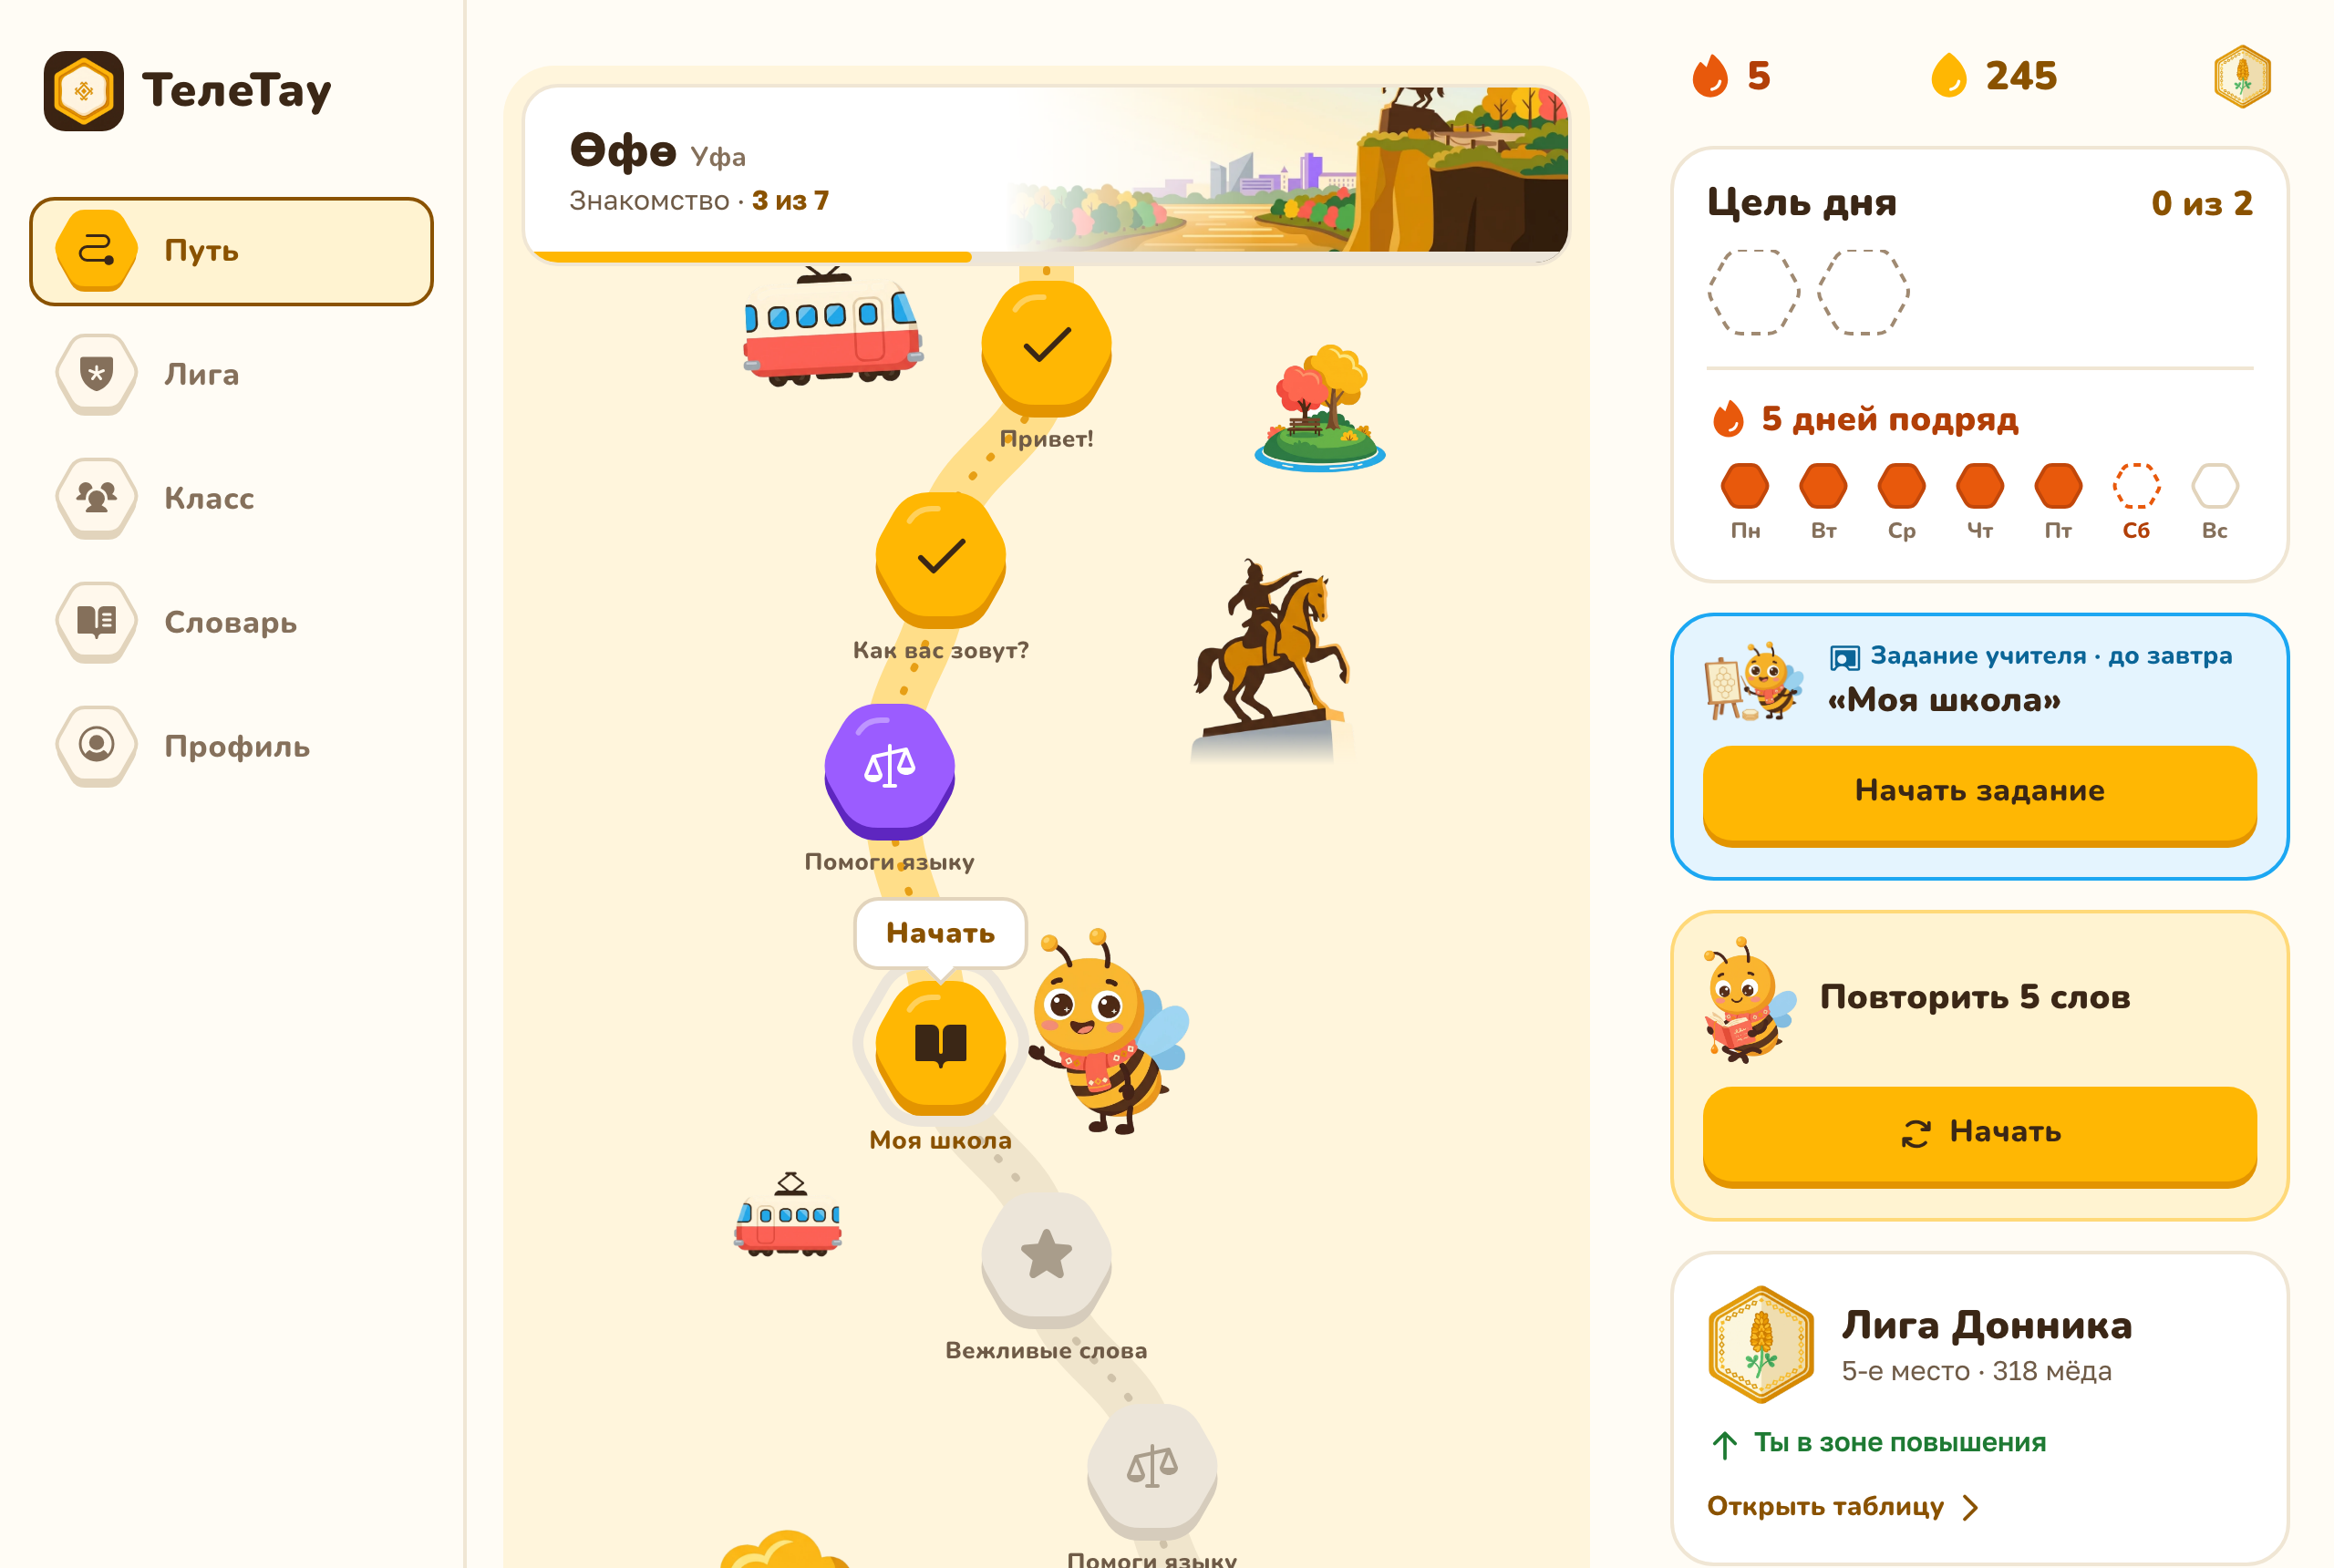 ТелеТау
Путь
Лига
Класс
Словарь
Профиль
Өфө Уфа
Знакомство · 3 из 7
Привет!
Как вас зовут?
Помоги языку
Начать
Моя школа
Вежливые слова
Помоги языку
5
245
Цель дня
0 из 2
5 дней подряд
Пн Вт Ср Чт Пт Сб Вс
Задание учителя · до завтра
«Моя школа»
Начать задание
Повторить 5 слов
Начать
Лига Донника
5-е место · 318 мёда
Ты в зоне повышения
Открыть таблицу